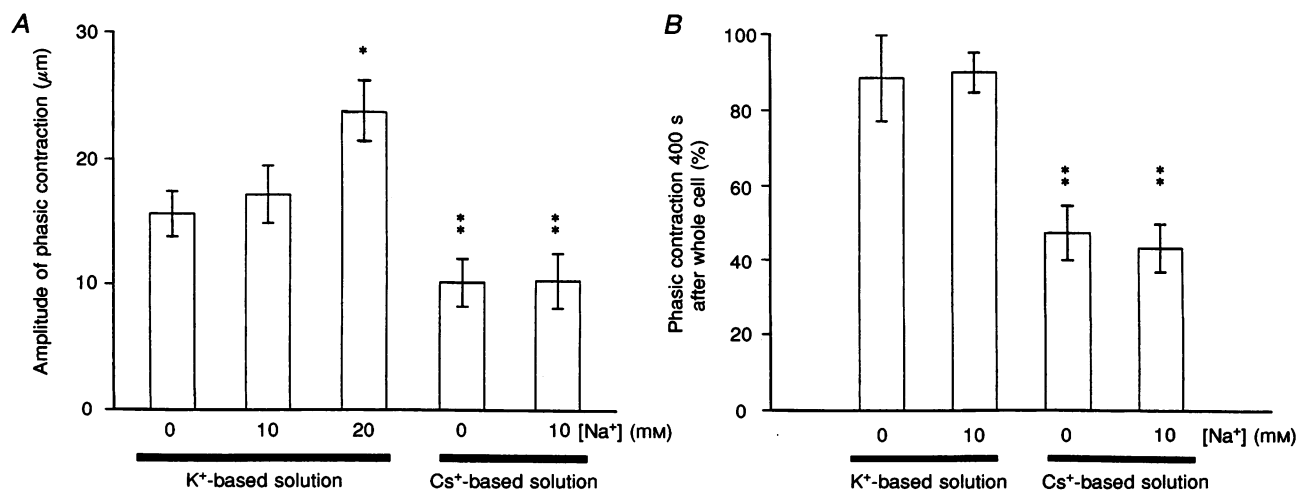 A
Amplitude of phasic contraction (μm)
30
20
10
0
*
**
**
0 10 20 0 10 [Na⁺] (mM)
K⁺-based solution Cs⁺-based solution
B
Phasic contraction 400 s
after whole cell (%)
100
80
60
40
20
0
**
**
0 10 0 10 [Na⁺] (mM)
K⁺-based solution Cs⁺-based solution